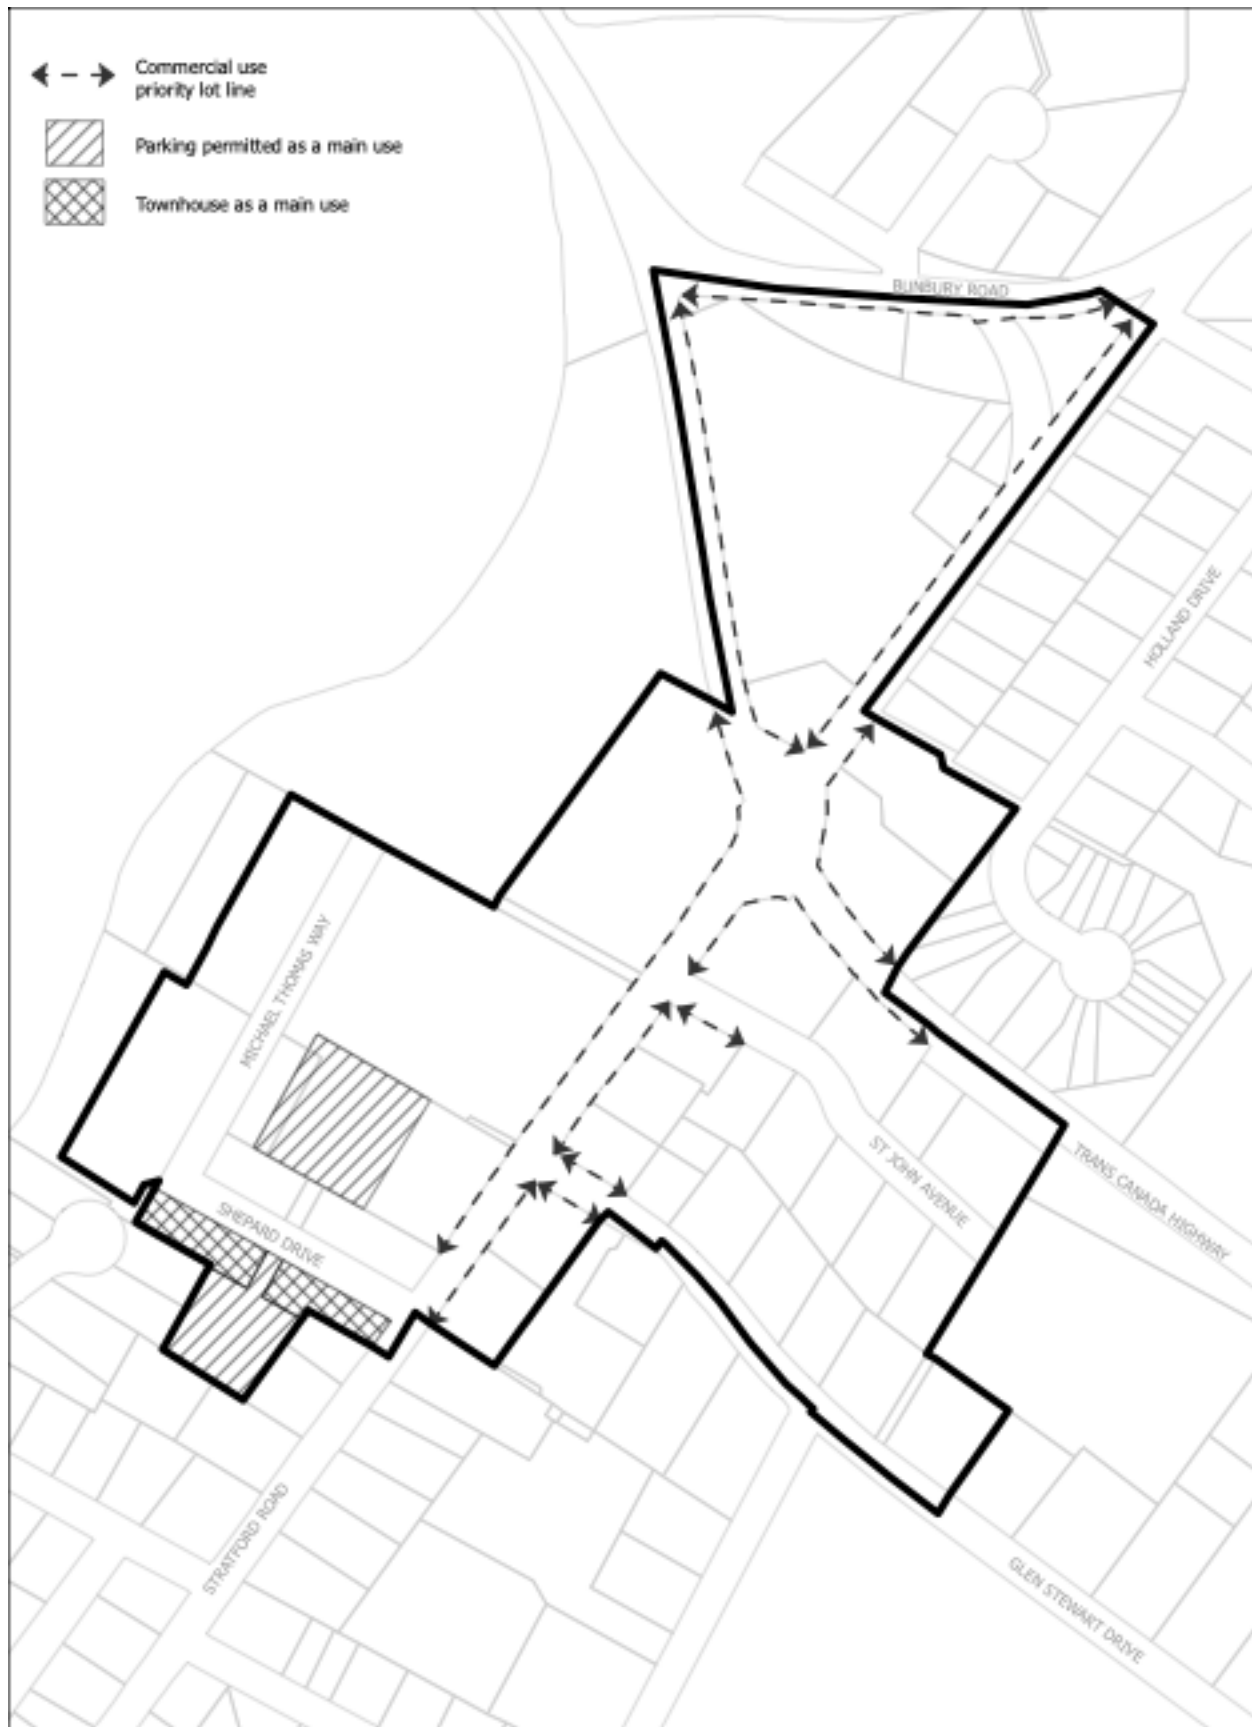 Commercial use
priority lot line
Parking permitted as a main use
Townhouse as a main use
BUNBURY ROAD
HOLLAND DRIVE
MICHAEL THOMAS WAY
SHEPARD DRIVE
ST JOHN AVENUE
TRANS CANADA HIGHWAY
STRATFORD ROAD
GLEN STEWART DRIVE